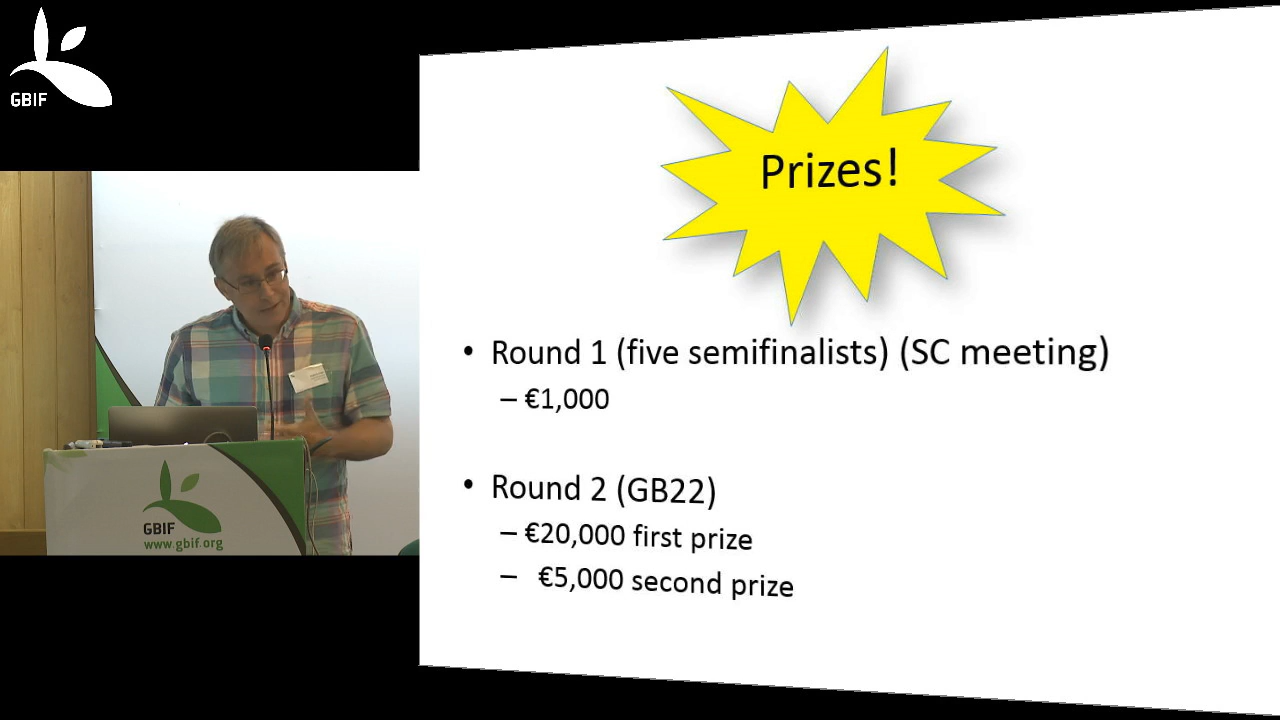 GBIF
Prizes!
• Round 1 (five semifinalists) (SC meeting)
– €1,000
• Round 2 (GB22)
– €20,000 first prize
– €5,000 second prize
GBIF
www.gbif.org